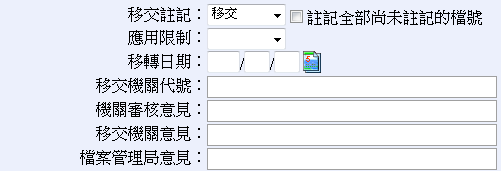 移交註記： 移交 註記全部尚未註記的檔號
應用限制：
移轉日期： / /
移交機關代號：
機關審核意見：
移交機關意見：
檔案管理局意見：